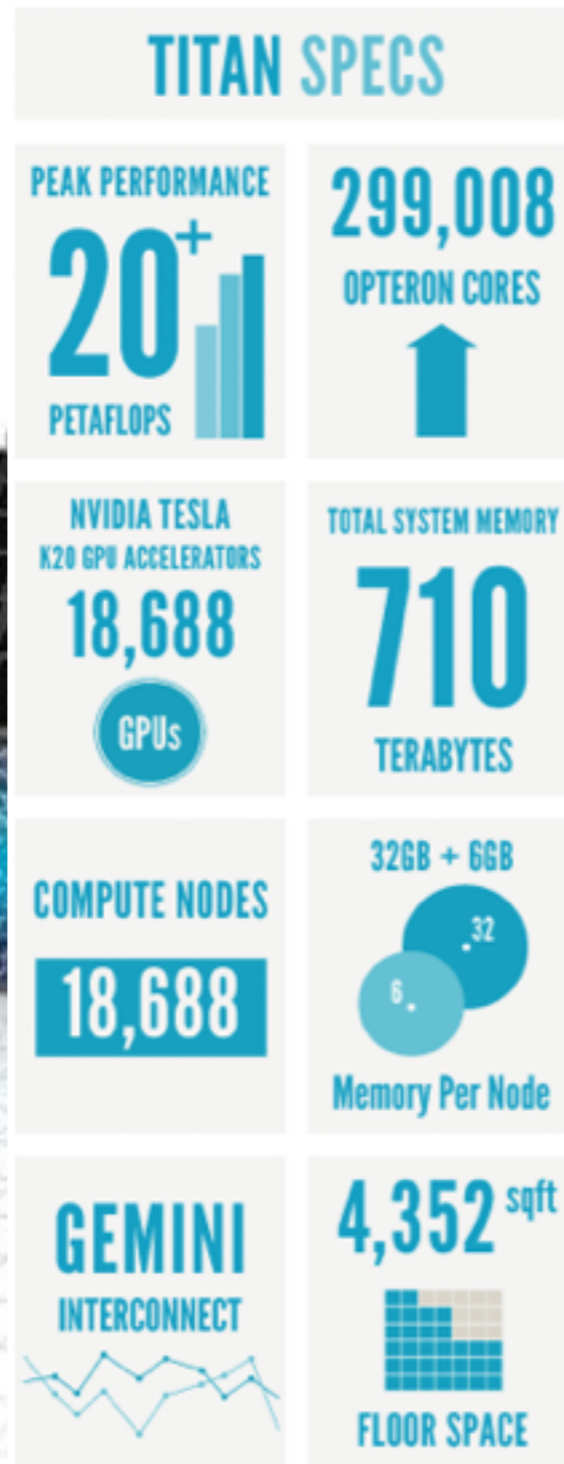 TITAN SPECS
PEAK PERFORMANCE
20+
PETAFLOPS
299,008
OPTERON CORES
NVIDIA TESLA
K20 GPU ACCELERATORS
18,688
GPUs
TOTAL SYSTEM MEMORY
710
TERABYTES
COMPUTE NODES
18,688
32GB + 6GB
.32
6.
Memory Per Node
GEMINI
INTERCONNECT
4,352 sqft
FLOOR SPACE